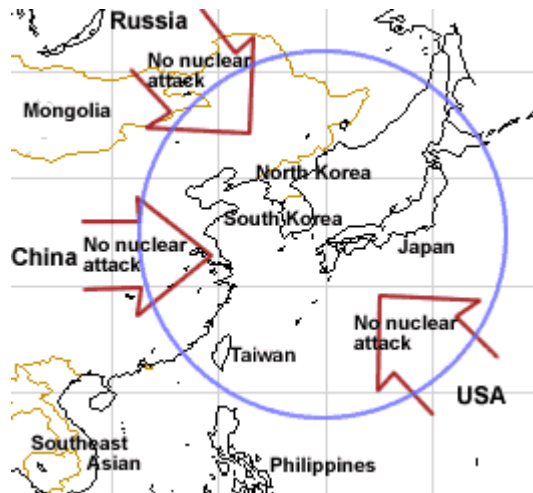 Russia
No nuclear
attack
Mongolia
North Korea
South Korea
China
No nuclear
attack
Japan
No nuclear
attack
Taiwan
USA
Southeast
Asian
Philippines